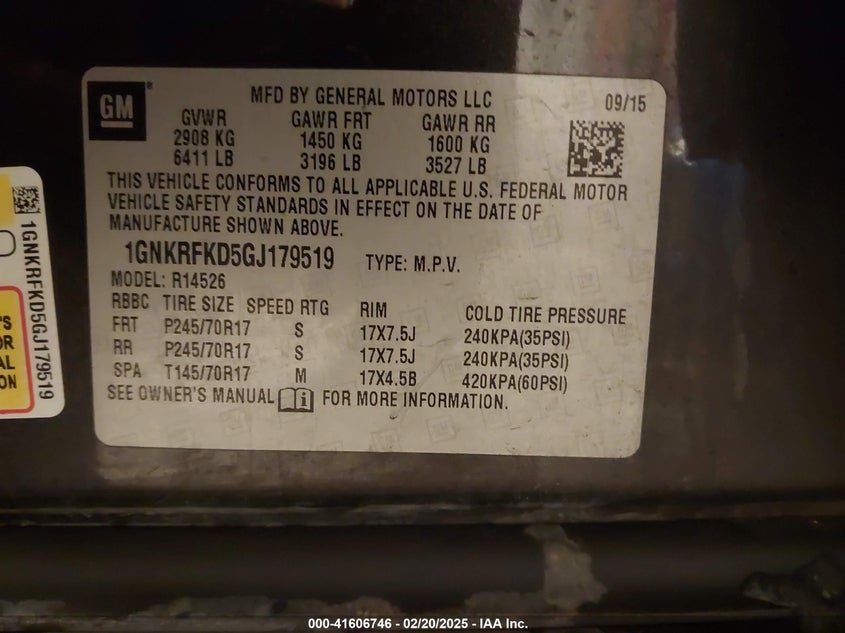 GM
MFD BY GENERAL MOTORS LLC 09/15
GVWR GAWR FRT GAWR RR
2908 KG 1450 KG 1600 KG
6411 LB 3196 LB 3527 LB
THIS VEHICLE CONFORMS TO ALL APPLICABLE U.S. FEDERAL MOTOR
VEHICLE SAFETY STANDARDS IN EFFECT ON THE DATE OF
MANUFACTURE SHOWN ABOVE.
1GNKRFKD5GJ179519 TYPE: M.P.V.
MODEL: R14526
RBBC TIRE SIZE SPEED RTG RIM COLD TIRE PRESSURE
FRT P245/70R17 S 17X7.5J 240KPA(35PSI)
RR P245/70R17 S 17X7.5J 240KPA(35PSI)
SPA T145/70R17 M 17X4.5B 420KPA(60PSI)
SEE OWNER'S MANUAL FOR MORE INFORMATION.
1GNKRFKD5GJ179519
'S
OR
AL
ON
000-41606746 - 02/20/2025 - IAA Inc.